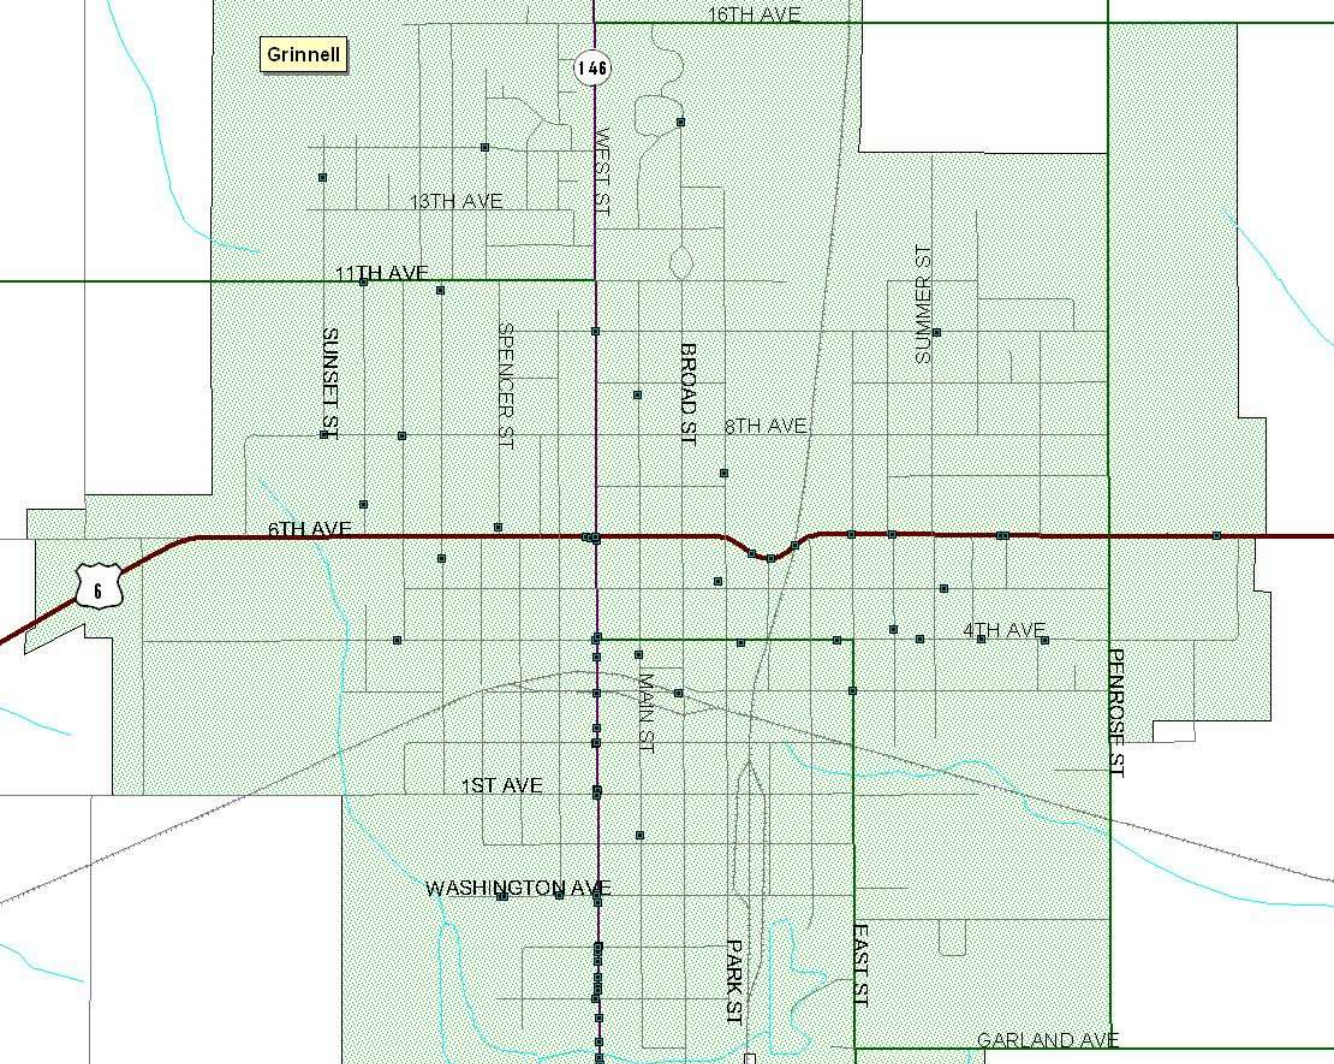 16TH AVE
Grinnell
146
WEST ST
13TH AVE
11TH AVE
SUMMER ST
SUNSET ST
SPENCER ST
BROAD ST
8TH AVE
6TH AVE
6
4TH AVE
MAIN ST
PENROSE ST
1ST AVE
WASHINGTON AVE
PARK ST
EAST ST
GARLAND AVE